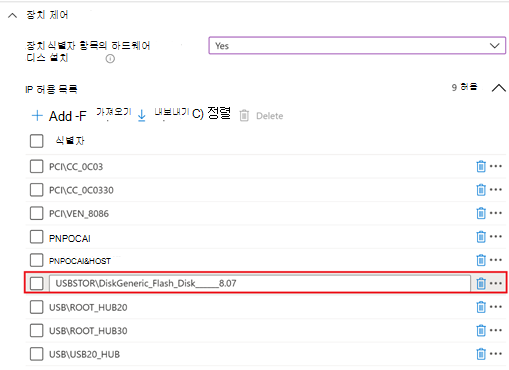 장치 제어
장치 식별자 항목의 하드웨어 Yes
디스 설치
IP 허용 목록 9 허용
Add -F 가져오기 내보내기 C) 정렬 Delete
식별자
PCI\CC_0C03
PCI\CC_0C0330
PCI\VEN_8086
PNPOCAI
PNPOCAI&HOST
USBSTOR\DiskGeneric_Flash_Disk______8.07
USB\ROOT_HUB20
USB\ROOT_HUB30
USB\USB20_HUB